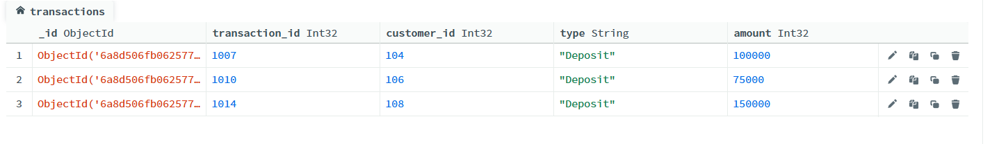 transactions
_id ObjectId transaction_id Int32 customer_id Int32 type String amount Int32
1 ObjectId('6a8d506fb062577… 1007 104 "Deposit" 100000
2 ObjectId('6a8d506fb062577… 1010 106 "Deposit" 75000
3 ObjectId('6a8d506fb062577… 1014 108 "Deposit" 150000